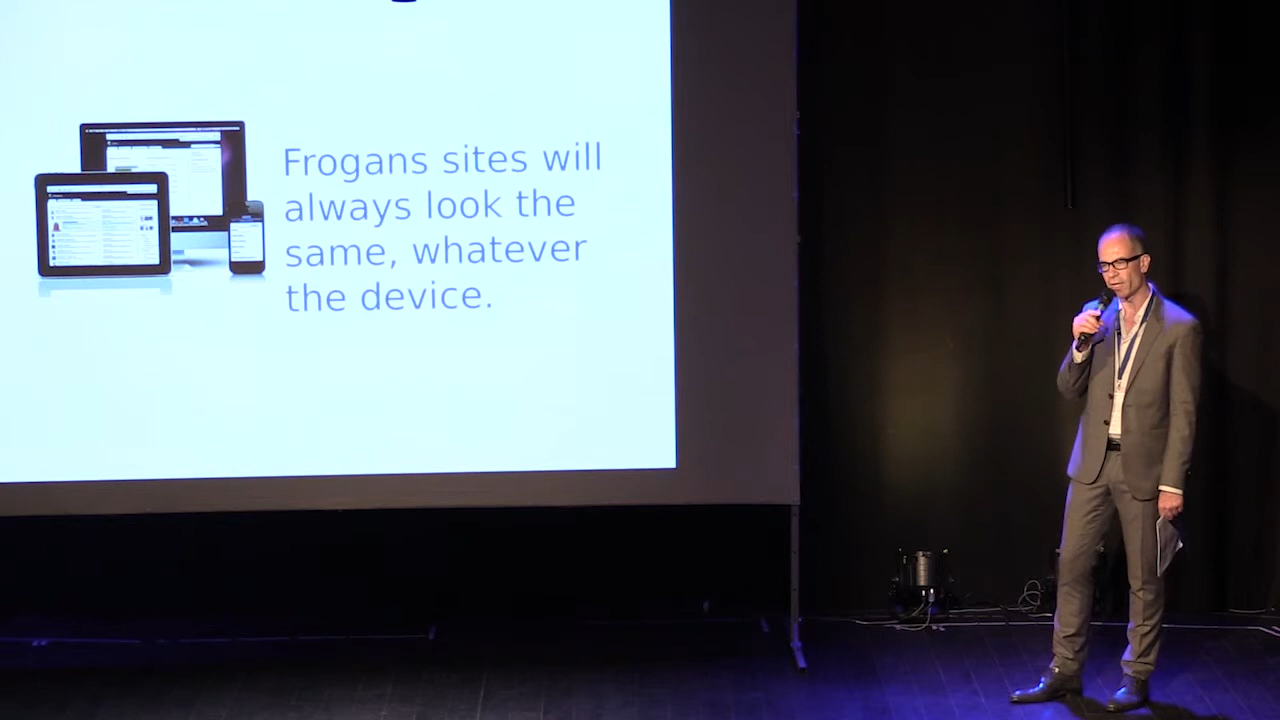 Frogans sites will
always look the
same, whatever
the device.